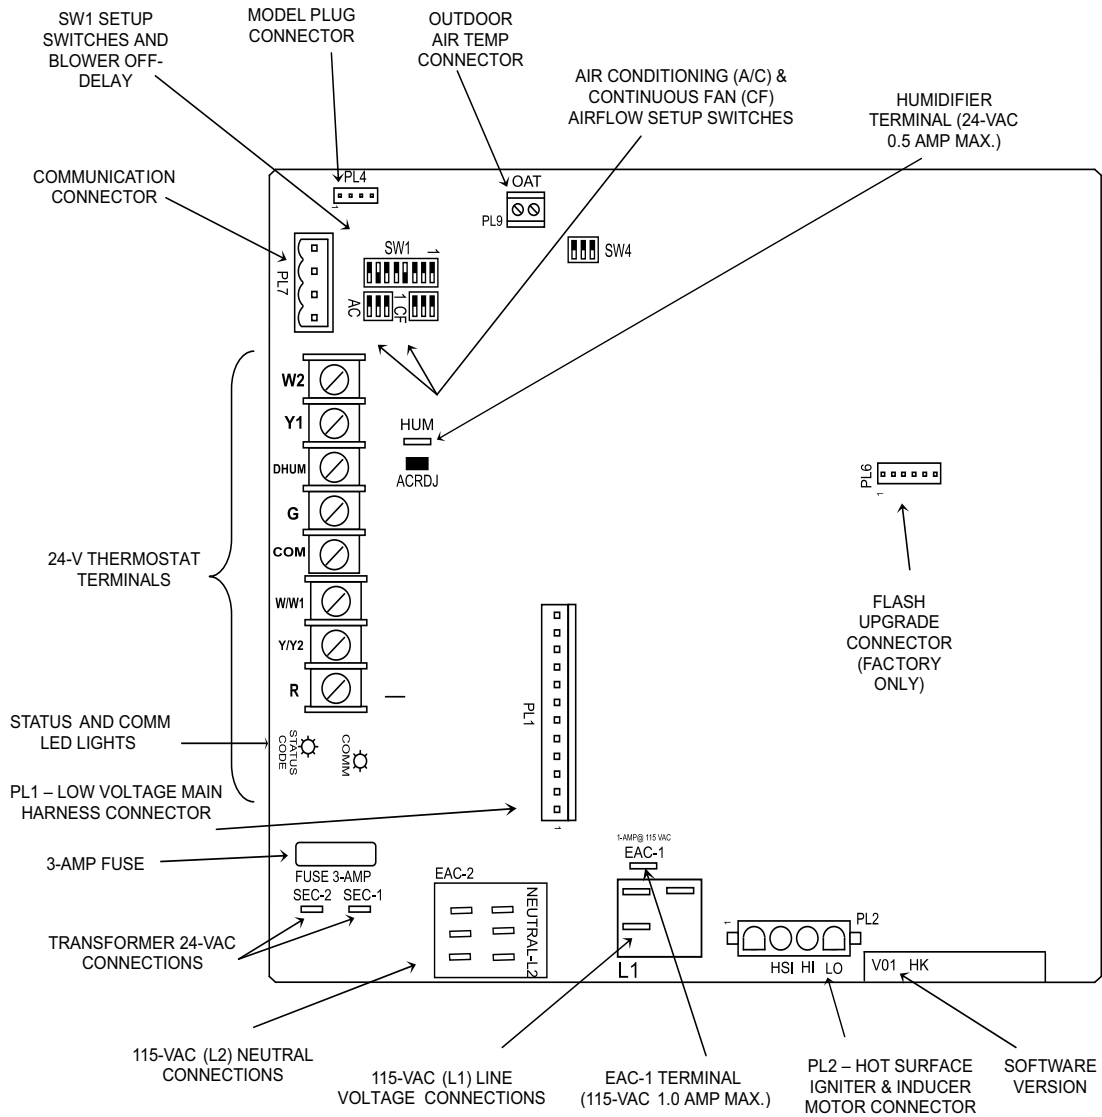 SW1 SETUP
SWITCHES AND
BLOWER OFF-
DELAY
MODEL PLUG
CONNECTOR
OUTDOOR
AIR TEMP
CONNECTOR
AIR CONDITIONING (A/C) &
CONTINUOUS FAN (CF)
AIRFLOW SETUP SWITCHES
HUMIDIFIER
TERMINAL (24-VAC
0.5 AMP MAX.)
COMMUNICATION
CONNECTOR
PL4
1
OAT
PL9
SW1
1
SW4
PL7
AC
1 CF
W2
Y1
DHUM
G
COM
W/W1
Y/Y2
R
HUM
ACRDJ
PL6
1
24-V THERMOSTAT
TERMINALS
FLASH
UPGRADE
CONNECTOR
(FACTORY
ONLY)
PL1
1
STATUS AND COMM
LED LIGHTS
STATUS
CODE
COMM
PL1 – LOW VOLTAGE MAIN
HARNESS CONNECTOR
3-AMP FUSE
FUSE 3-AMP
SEC-2 SEC-1
TRANSFORMER 24-VAC
CONNECTIONS
EAC-2
NEUTRAL-L2
1-AMP@ 115 VAC
EAC-1
L1
1
PL2
HSI HI LO
V01 HK
115-VAC (L2) NEUTRAL
CONNECTIONS
115-VAC (L1) LINE
VOLTAGE CONNECTIONS
EAC-1 TERMINAL
(115-VAC 1.0 AMP MAX.)
PL2 – HOT SURFACE
IGNITER & INDUCER
MOTOR CONNECTOR
SOFTWARE
VERSION